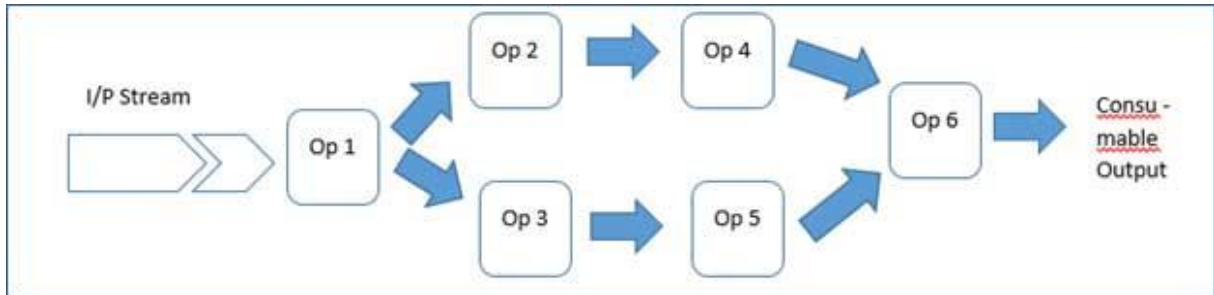 I/P Stream
Op 1
Op 2
Op 4
Op 3
Op 5
Op 6
Consu -
mable
Output